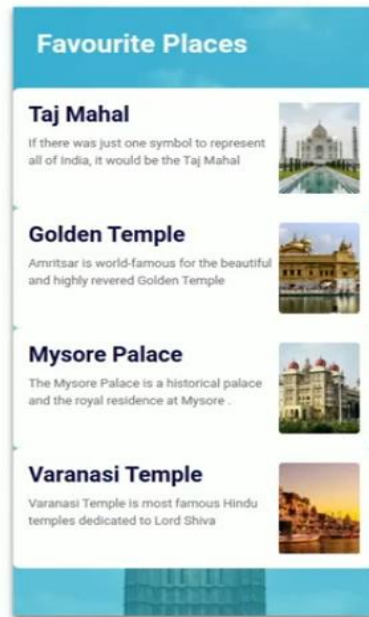 Favourite Places
Taj Mahal
If there was just one symbol to represent
all of India, it would be the Taj Mahal
Golden Temple
Amritsar is world-famous for the beautiful
and highly revered Golden Temple
Mysore Palace
The Mysore Palace is a historical palace
and the royal residence at Mysore .
Varanasi Temple
Varanasi Temple is most famous Hindu
temples dedicated to Lord Shiva